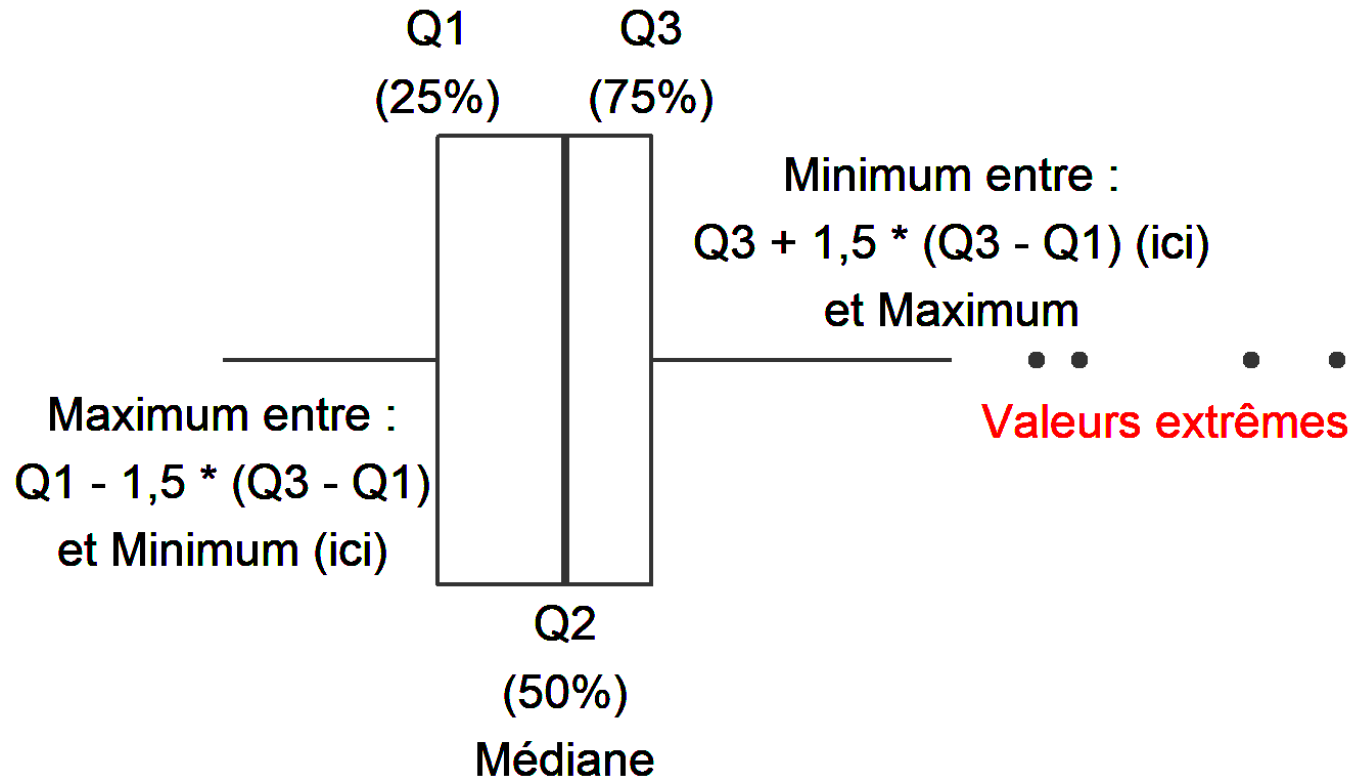 Q1
(25%)
Q3
(75%)
Minimum entre :
Q3 + 1,5 * (Q3 - Q1) (ici)
et Maximum
Maximum entre :
Q1 - 1,5 * (Q3 - Q1)
et Minimum (ici)
Valeurs extrêmes
Q2
(50%)
Médiane